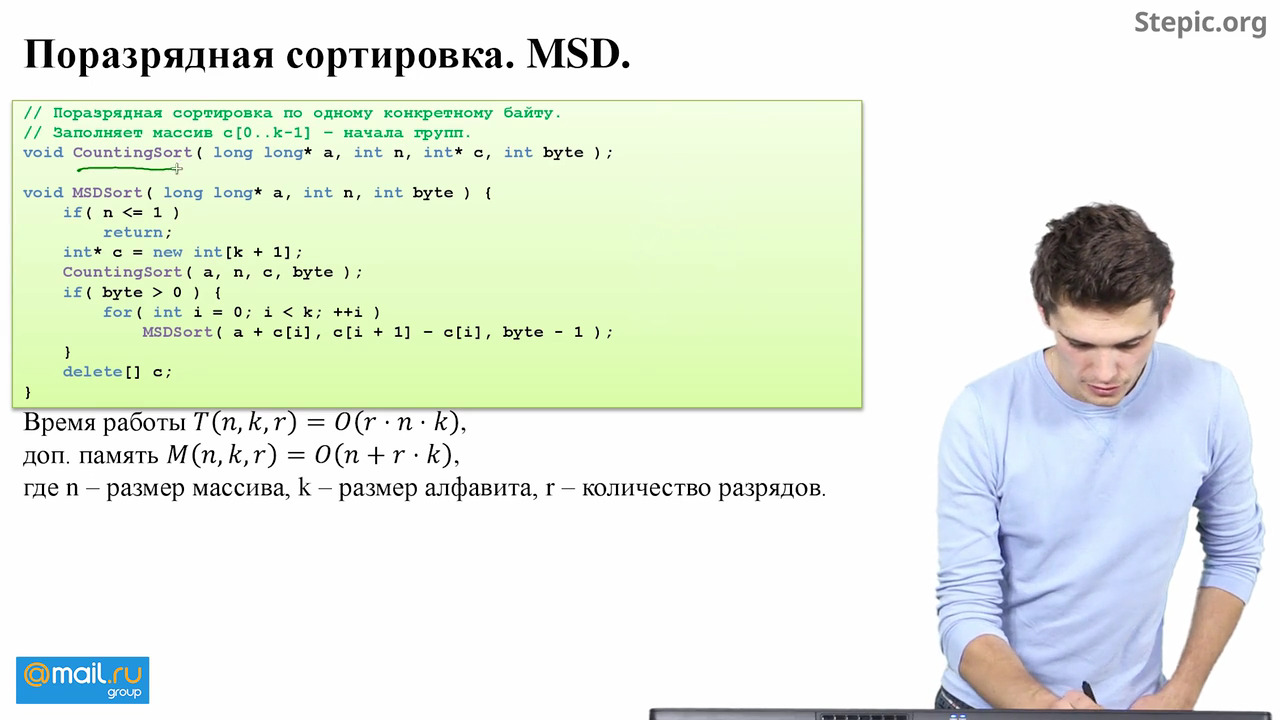 Stepic.org
Поразрядная сортировка. MSD.
// Поразрядная сортировка по одному конкретному байту.
// Заполняет массив c[0..k-1] – начала групп.
void CountingSort( long long* a, int n, int* c, int byte );
void MSDSort( long long* a, int n, int byte ) {
if( n <= 1 )
return;
int* c = new int[k + 1];
CountingSort( a, n, c, byte );
if( byte > 0 ) {
for( int i = 0; i < k; ++i )
MSDSort( a + c[i], c[i + 1] – c[i], byte - 1 );
}
delete[] c;
}
Время работы T(n, k, r) = O(r · n · k),
доп. память M(n, k, r) = O(n + r · k),
где n – размер массива, k – размер алфавита, r – количество разрядов.
@mail.ru
group